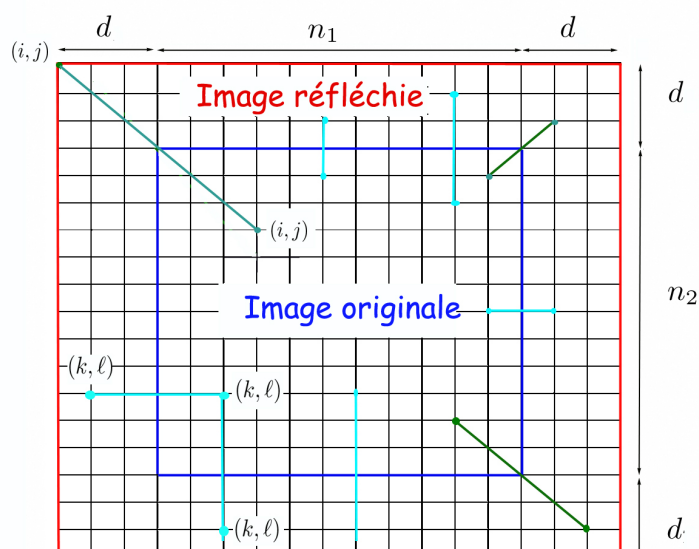 d n₁ d
(i, j)
Image réfléchie
d
(i, j)
n₂
Image originale
(k, ℓ)
(k, ℓ)
(k, ℓ)
d